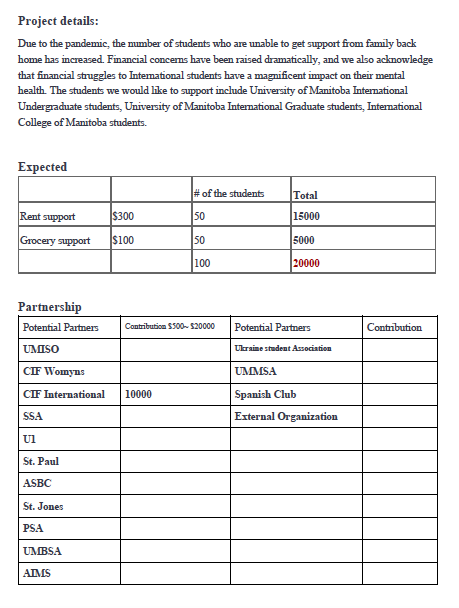 Project details:
Due to the pandemic, the number of students who are unable to get support from family back
home has increased. Financial concerns have been raised dramatically, and we also acknowledge
that financial struggles to International students have a magnificent impact on their mental
health. The students we would like to support include University of Manitoba International
Undergraduate students, University of Manitoba International Graduate students, International
College of Manitoba students.
Expected
# of the students Total
Rent support $300 50 15000
Grocery support $100 50 5000
100 20000
Partnership
Potential Partners Contribution $500~ $20000 Potential Partners Contribution
UMISO Ukraine student Association
CIF Womyns UMMSA
CIF International 10000 Spanish Club
SSA External Organization
U1
St. Paul
ASBC
St. Jones
PSA
UMBSA
AIMS